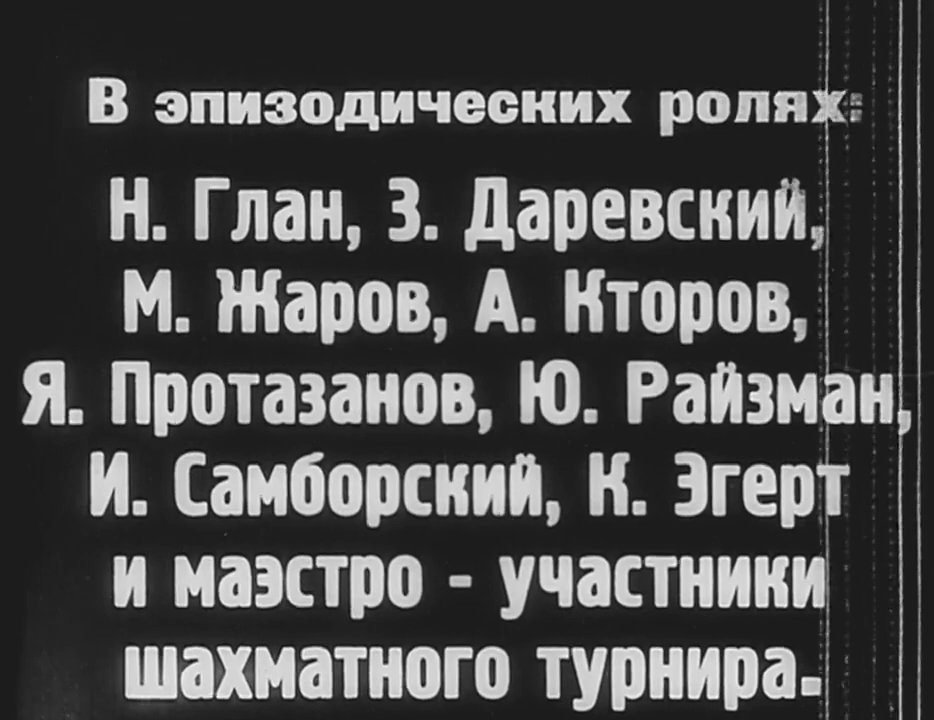 В эпизодических ролях:
Н. Глан, З. Даревский,
М. Жаров, А. Кторов,
Я. Протазанов, Ю. Райзман,
И. Самборский, К. Эгерт
и маэстро - участники
шахматного турнира.